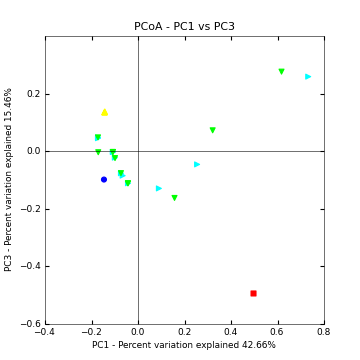 PCoA - PC1 vs PC3
PC3 - Percent variation explained 15.46%
0.2
0.0
−0.2
−0.4
−0.6
−0.4 −0.2 0.0 0.2 0.4 0.6 0.8
PC1 - Percent variation explained 42.66%